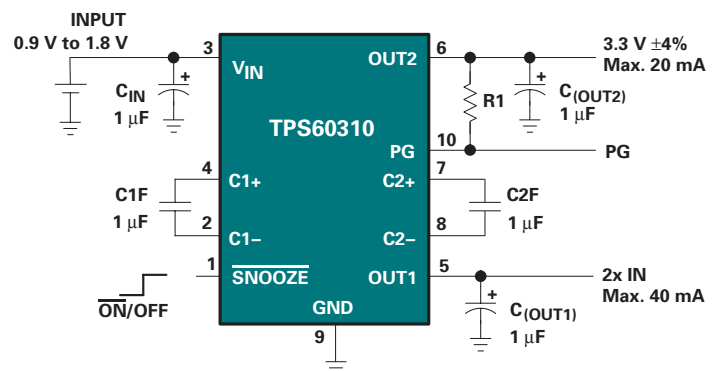 INPUT
0.9 V to 1.8 V
3
VIN
OUT2
6
3.3 V ±4%
Max. 20 mA
CIN
1 μF
+
R1
+
C(OUT2)
1 μF
TPS60310
PG
10
PG
4
C1+
C2+
7
C1F
1 μF
C2F
1 μF
2
C1−
C2−
8
1
SNOOZE
OUT1
5
2x IN
Max. 40 mA
ON/OFF
GND
9
+
C(OUT1)
1 μF